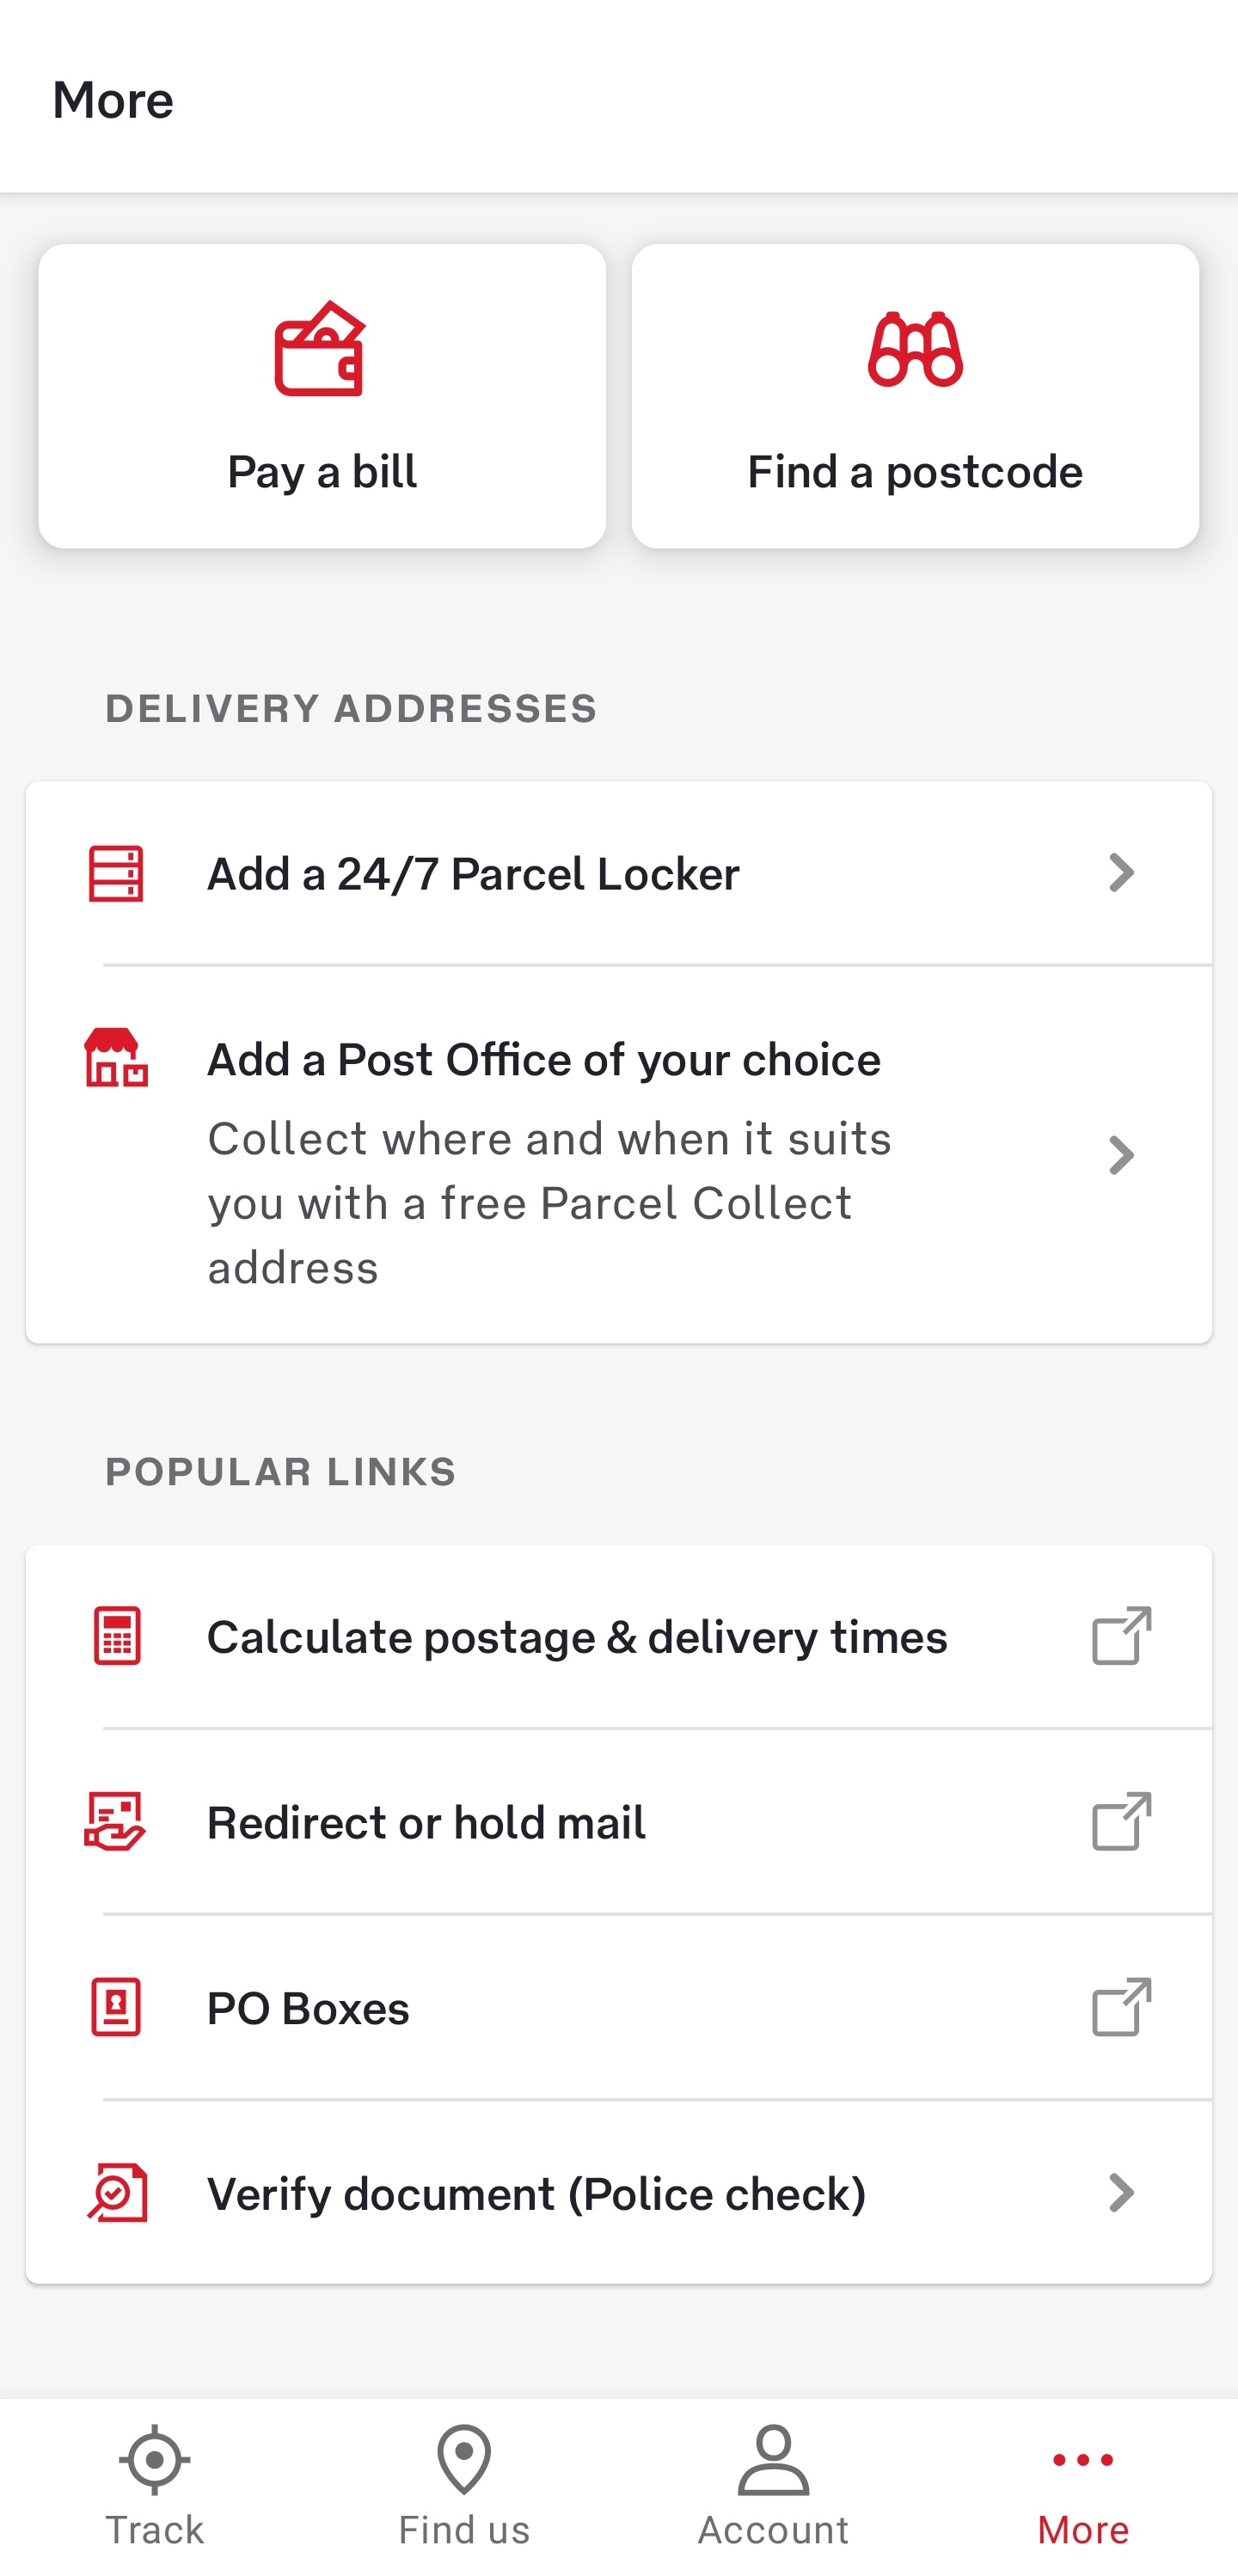 More
Pay a bill
Find a postcode
DELIVERY ADDRESSES
Add a 24/7 Parcel Locker
Add a Post Office of your choice
Collect where and when it suits
you with a free Parcel Collect
address
POPULAR LINKS
Calculate postage & delivery times
Redirect or hold mail
PO Boxes
Verify document (Police check)
Track
Find us
Account
More